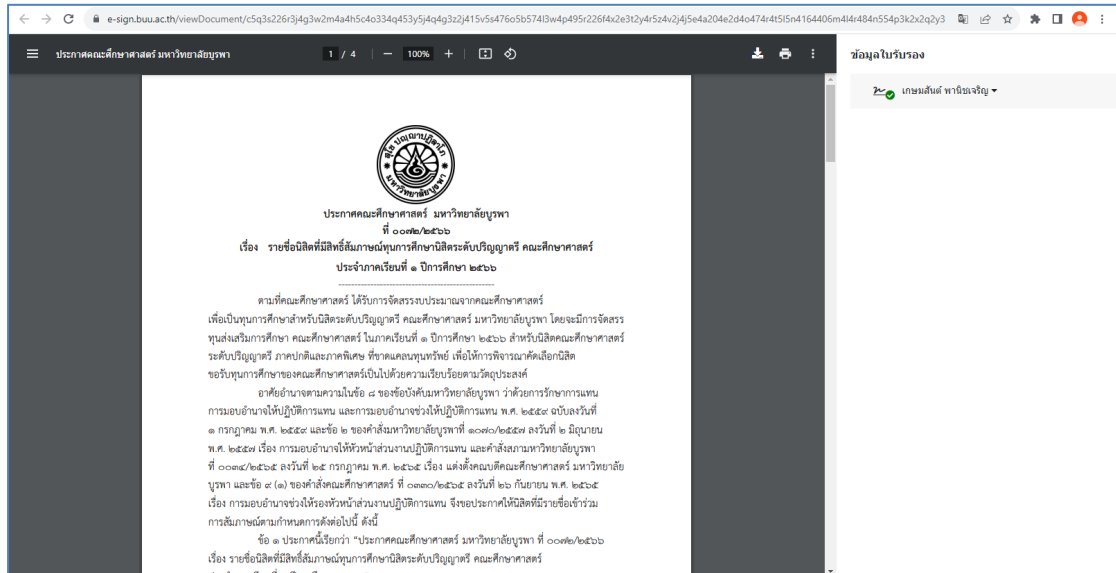 e-sign.buu.ac.th/viewDocument/
ประกาศคณะศึกษาศาสตร์ มหาวิทยาลัยบูรพา
1 / 4
100%
ข้อมูลใบรับรอง
เกษมสันต์ พานิชเจริญ
สุโข ปญฺญาปฏิลาโภ
มหาวิทยาลัยบูรพา
ประกาศคณะศึกษาศาสตร์ มหาวิทยาลัยบูรพา
ที่ ๐๐๗๒/๒๕๖๖
เรื่อง รายชื่อนิสิตที่มีสิทธิ์สัมภาษณ์ทุนการศึกษานิสิตระดับปริญญาตรี คณะศึกษาศาสตร์
ประจำภาคเรียนที่ ๑ ปีการศึกษา ๒๕๖๖
ตามที่คณะศึกษาศาสตร์ ได้รับการจัดสรรงบประมาณจากคณะศึกษาศาสตร์
เพื่อเป็นทุนการศึกษาสำหรับนิสิตระดับปริญญาตรี คณะศึกษาศาสตร์ มหาวิทยาลัยบูรพา โดยจะมีการจัดสรร
ทุนส่งเสริมการศึกษา คณะศึกษาศาสตร์ ในภาคเรียนที่ ๑ ปีการศึกษา ๒๕๖๖ สำหรับนิสิตคณะศึกษาศาสตร์
ระดับปริญญาตรี ภาคปกติและภาคพิเศษ ที่ขาดแคลนทุนทรัพย์ เพื่อให้การพิจารณาคัดเลือกนิสิต
ขอรับทุนการศึกษาของคณะศึกษาศาสตร์เป็นไปด้วยความเรียบร้อยตามวัตถุประสงค์
อาศัยอำนาจตามความในข้อ ๘ ของข้อบังคับมหาวิทยาลัยบูรพา ว่าด้วยการรักษาการแทน
การมอบอำนาจให้ปฏิบัติการแทน และการมอบอำนาจช่วงให้ปฏิบัติการแทน พ.ศ. ๒๕๕๙ ฉบับลงวันที่
๑ กรกฎาคม พ.ศ. ๒๕๕๙ และข้อ ๒ ของคำสั่งมหาวิทยาลัยบูรพาที่ ๑๐๗๐/๒๕๕๗ ลงวันที่ ๒ มิถุนายน
พ.ศ. ๒๕๕๗ เรื่อง การมอบอำนาจให้หัวหน้าส่วนงานปฏิบัติการแทน และคำสั่งสภามหาวิทยาลัยบูรพา
ที่ ๐๐๓๔/๒๕๖๕ ลงวันที่ ๒๕ กรกฎาคม พ.ศ. ๒๕๖๕ เรื่อง แต่งตั้งคณบดีคณะศึกษาศาสตร์ มหาวิทยาลัย
บูรพา และข้อ ๙ (๑) ของคำสั่งคณะศึกษาศาสตร์ ที่ ๐๓๓๐/๒๕๖๕ ลงวันที่ ๒๖ กันยายน พ.ศ. ๒๕๖๕
เรื่อง การมอบอำนาจช่วงให้รองหัวหน้าส่วนงานปฏิบัติการแทน จึงขอประกาศให้นิสิตที่มีรายชื่อเข้าร่วม
การสัมภาษณ์ตามกำหนดการดังต่อไปนี้ ดังนี้
ข้อ ๑ ประกาศนี้เรียกว่า "ประกาศคณะศึกษาศาสตร์ มหาวิทยาลัยบูรพา ที่ ๐๐๗๒/๒๕๖๖
เรื่อง รายชื่อนิสิตที่มีสิทธิ์สัมภาษณ์ทุนการศึกษานิสิตระดับปริญญาตรี คณะศึกษาศาสตร์